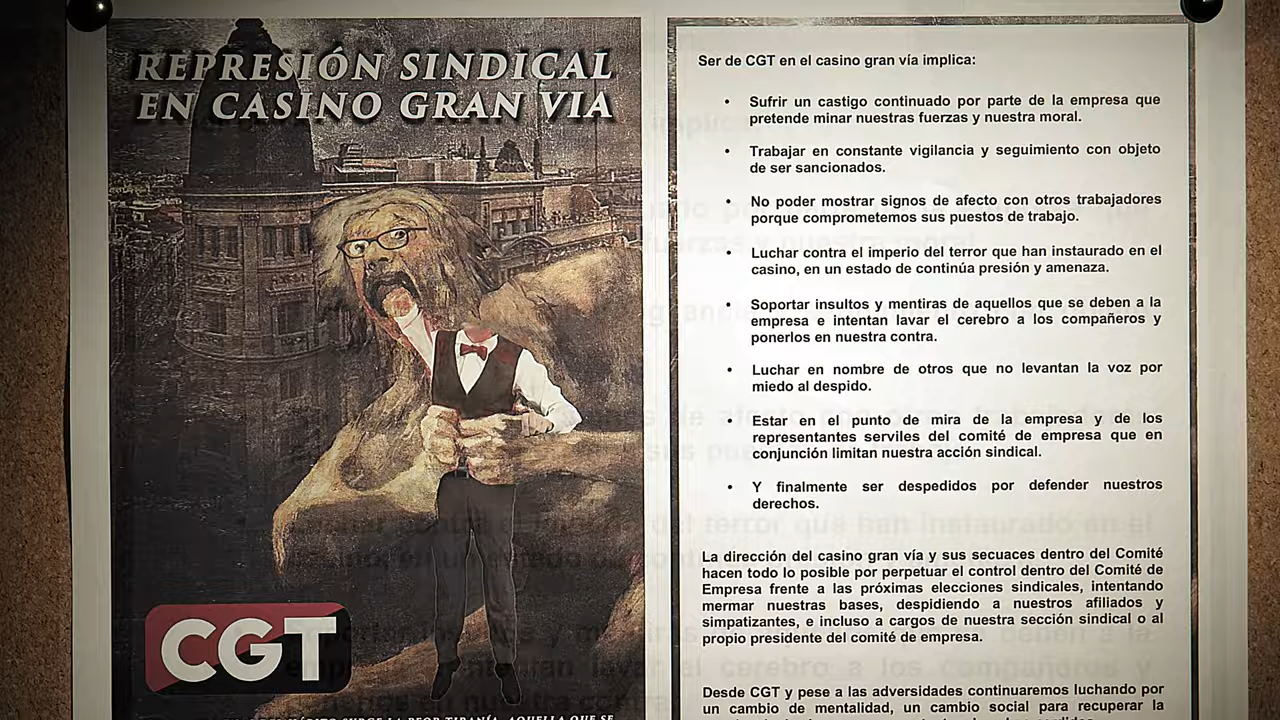 REPRESIÓN SINDICAL
EN CASINO GRAN VIA
CGT
Ser de CGT en el casino gran vía implica:
• Sufrir un castigo continuado por parte de la empresa que
pretende minar nuestras fuerzas y nuestra moral.
• Trabajar en constante vigilancia y seguimiento con objeto
de ser sancionados.
• No poder mostrar signos de afecto con otros trabajadores
porque comprometemos sus puestos de trabajo.
• Luchar contra el imperio del terror que han instaurado en el
casino, en un estado de continúa presión y amenaza.
• Soportar insultos y mentiras de aquellos que se deben a la
empresa e intentan lavar el cerebro a los compañeros y
ponerlos en nuestra contra.
• Luchar en nombre de otros que no levantan la voz por
miedo al despido.
• Estar en el punto de mira de la empresa y de los
representantes serviles del comité de empresa que en
conjunción limitan nuestra acción sindical.
• Y finalmente ser despedidos por defender nuestros
derechos.
La dirección del casino gran vía y sus secuaces dentro del Comité
hacen todo lo posible por perpetuar el control dentro del Comité de
Empresa frente a las próximas elecciones sindicales, intentando
mermar nuestras bases, despidiendo a nuestros afiliados y
simpatizantes, e incluso a cargos de nuestra sección sindical o al
propio presidente del comité de empresa.
Desde CGT y pese a las adversidades continuaremos luchando por
un cambio de mentalidad, un cambio social para recuperar la